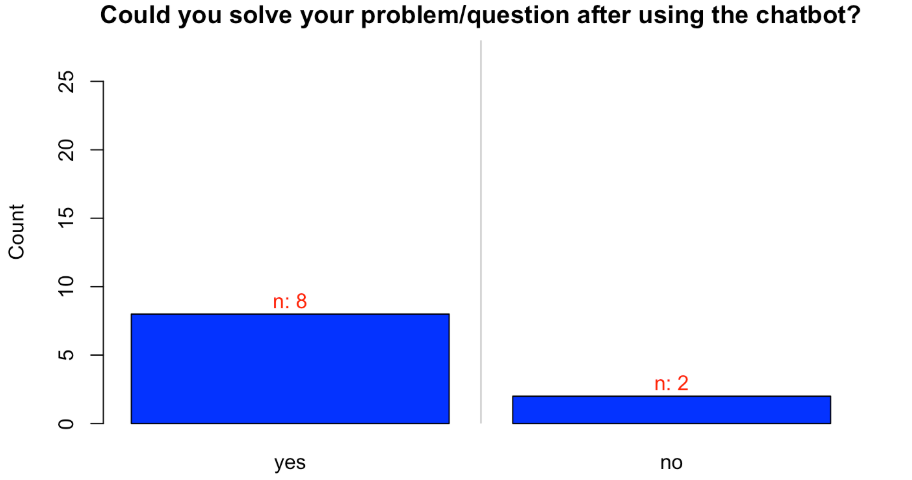 Could you solve your problem/question after using the chatbot?
Count
25
20
15
10
5
0
n: 8
n: 2
yes
no